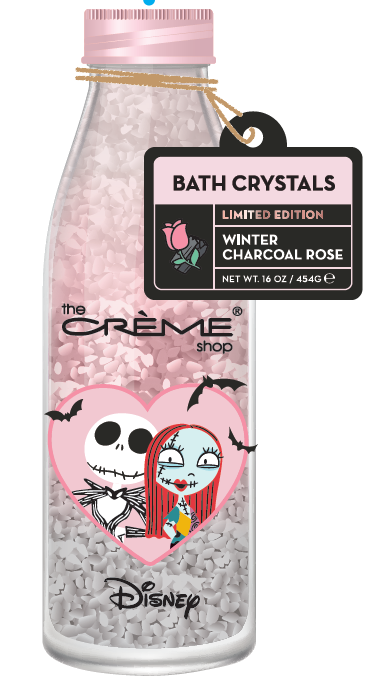 BATH CRYSTALS
LIMITED EDITION
WINTER
CHARCOAL ROSE
NET WT. 16 OZ / 454G ℮
the
CRÈME®
shop
Disney